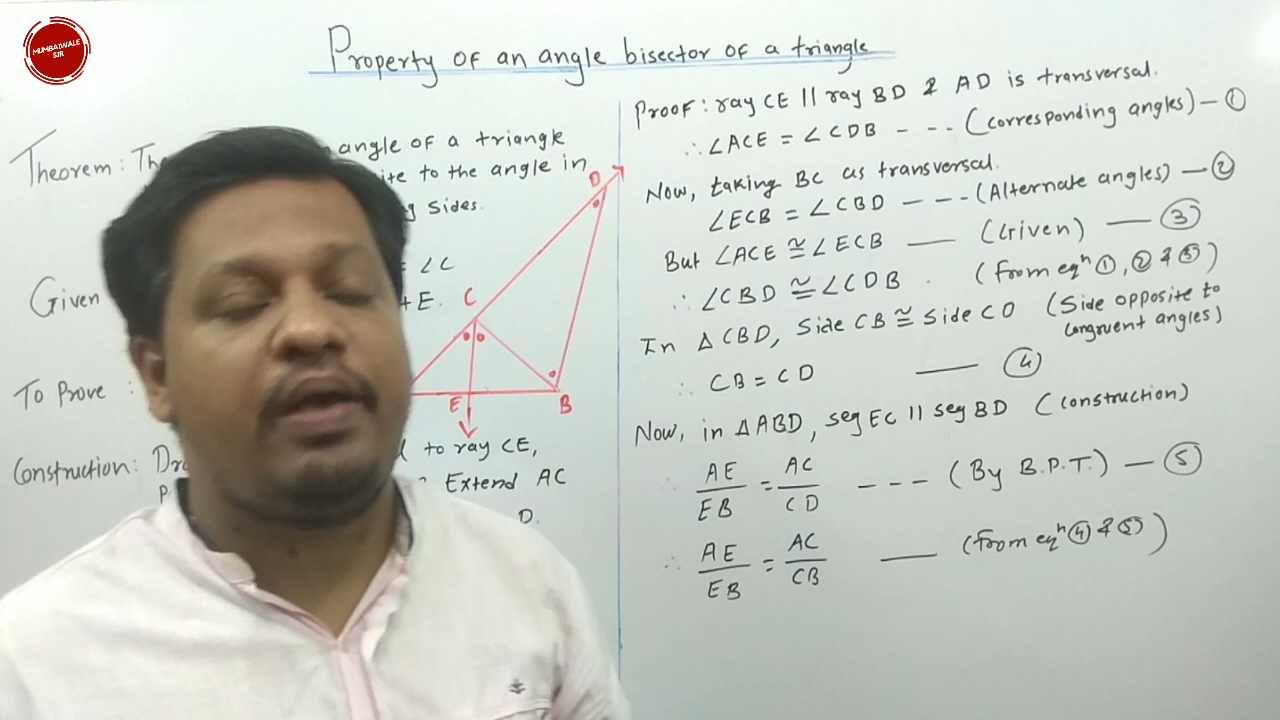 MUMBAIWALE
SIR
Property of an angle bisector of a triangle
Theorem: The angle of a triangle
to the angle in
sides.
Given ∠C
E.
To Prove :
Construction: to ray CE,
Extend AC
D.
D
C
E
B
Proof: ray CE || ray BD & AD is transversal.
∴ ∠ACE = ∠CDB - - - (corresponding angles) — ①
Now, taking BC as transversal.
∠ECB = ∠CBD - - - (Alternate angles) — ②
But ∠ACE ≅ ∠ECB — (Given) — ③
∴ ∠CBD ≅ ∠CDB . (from eqⁿ ①, ② & ③)
In △CBD, Side CB ≅ Side CD (Side opposite to
congruent angles)
∴ CB = CD — ④
Now, in △ABD, seg EC || seg BD (construction)
∴ AE/EB = AC/CD - - - (By B.P.T.) — ⑤
∴ AE/EB = AC/CB — (from eqⁿ ④ & ⑤)